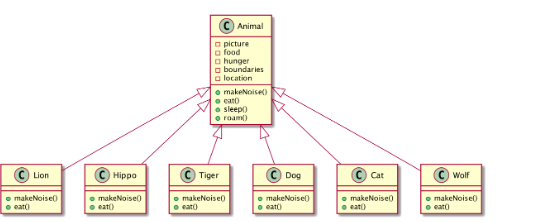 C Animal
picture
food
hunger
boundaries
location
makeNoise()
eat()
sleep()
roam()
C Lion
makeNoise()
eat()
C Hippo
makeNoise()
eat()
C Tiger
makeNoise()
eat()
C Dog
makeNoise()
eat()
C Cat
makeNoise()
eat()
C Wolf
makeNoise()
eat()